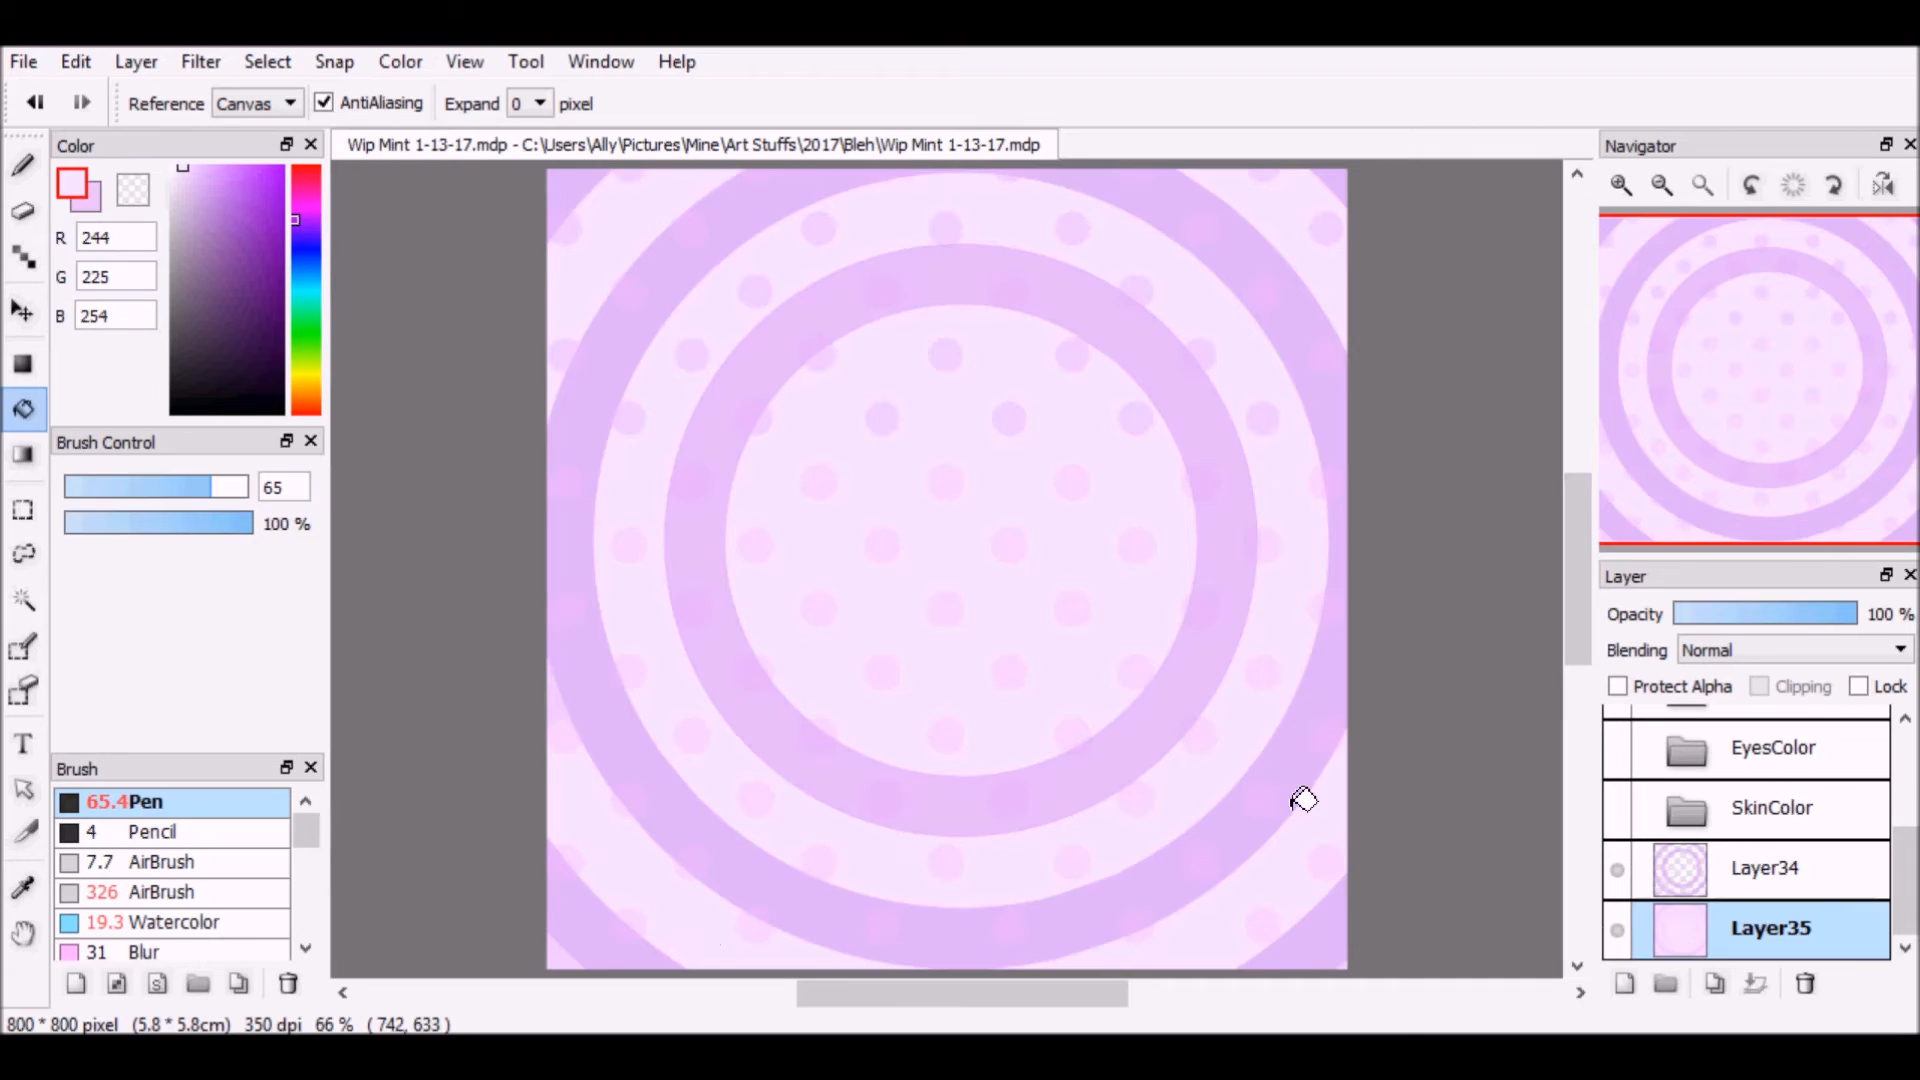 File Edit Layer Filter Select Snap Color View Tool Window Help
Reference Canvas AntiAliasing Expand 0 pixel
Color
R 244
G 225
B 254
Brush Control
65
100 %
Brush
65.4 Pen
4 Pencil
7.7 AirBrush
326 AirBrush
19.3 Watercolor
31 Blur
Wip Mint 1-13-17.mdp - C:\Users\Ally\Pictures\Mine\Art Stuffs\2017\Bleh\Wip Mint 1-13-17.mdp
Navigator
Layer
Opacity 100 %
Blending Normal
Protect Alpha Clipping Lock
EyesColor
SkinColor
Layer34
Layer35
T
S
800 * 800 pixel (5.8 * 5.8cm) 350 dpi 66 % ( 742, 633 )